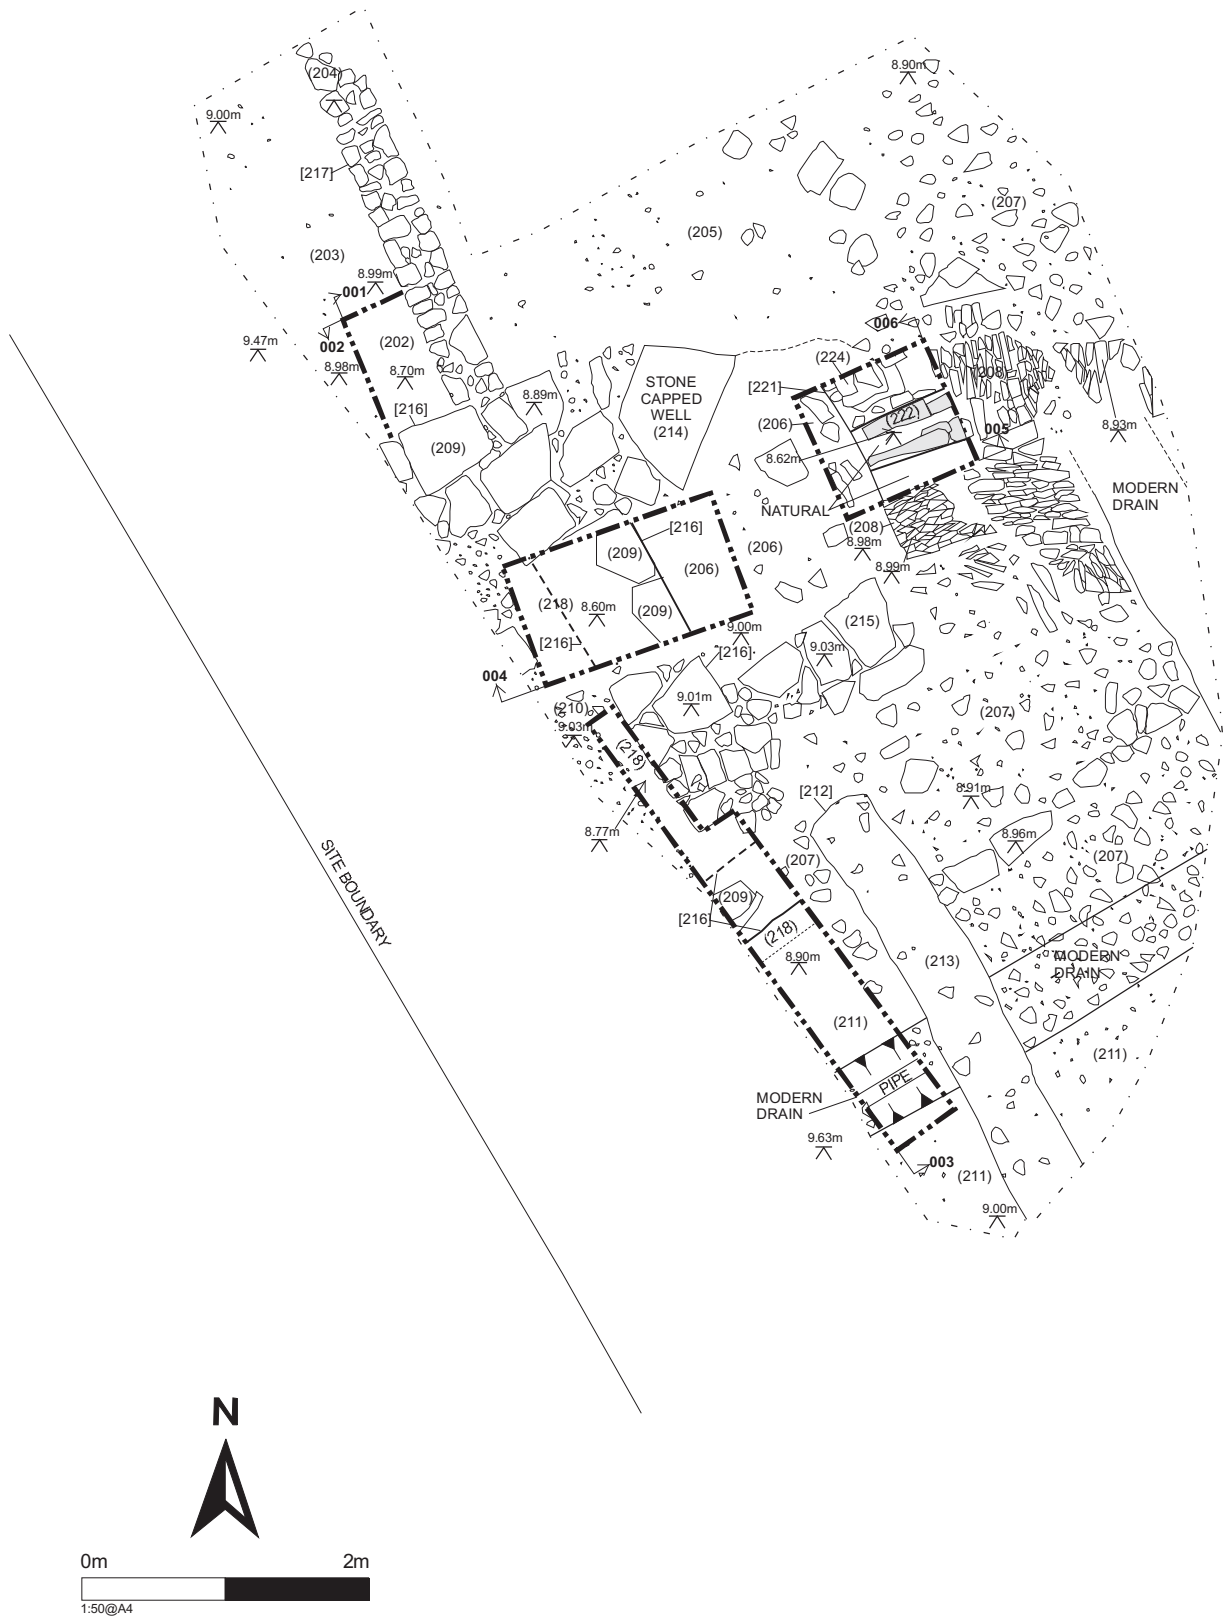 8.90m
(204)
9.00m
[217]
(207)
(205)
(203)
8.99m
001
006
9.47m
002
(202)
8.98m
8.70m
(224)
(208)
[221]
STONE
CAPPED
WELL
(214)
8.89m
[216]
(222)
(206)
005
8.93m
(209)
8.62m
MODERN
DRAIN
NATURAL
(208)
[216]
8.98m
(209)
(206)
(206)
8.99m
(218)
8.60m
(209)
(215)
9.00m
[216]
9.03m
[216]
004
9.01m
(210)
(207)
9.03m
(218)
8.91m
[212]
8.77m
8.96m
(207)
(207)
SITE BOUNDARY
(209)
[216]
(218)
8.90m
(213)
MODERN
DRAIN
(211)
(211)
PIPE
MODERN
DRAIN
9.63m
003
(211)
9.00m
N
0m 2m
1:50@A4